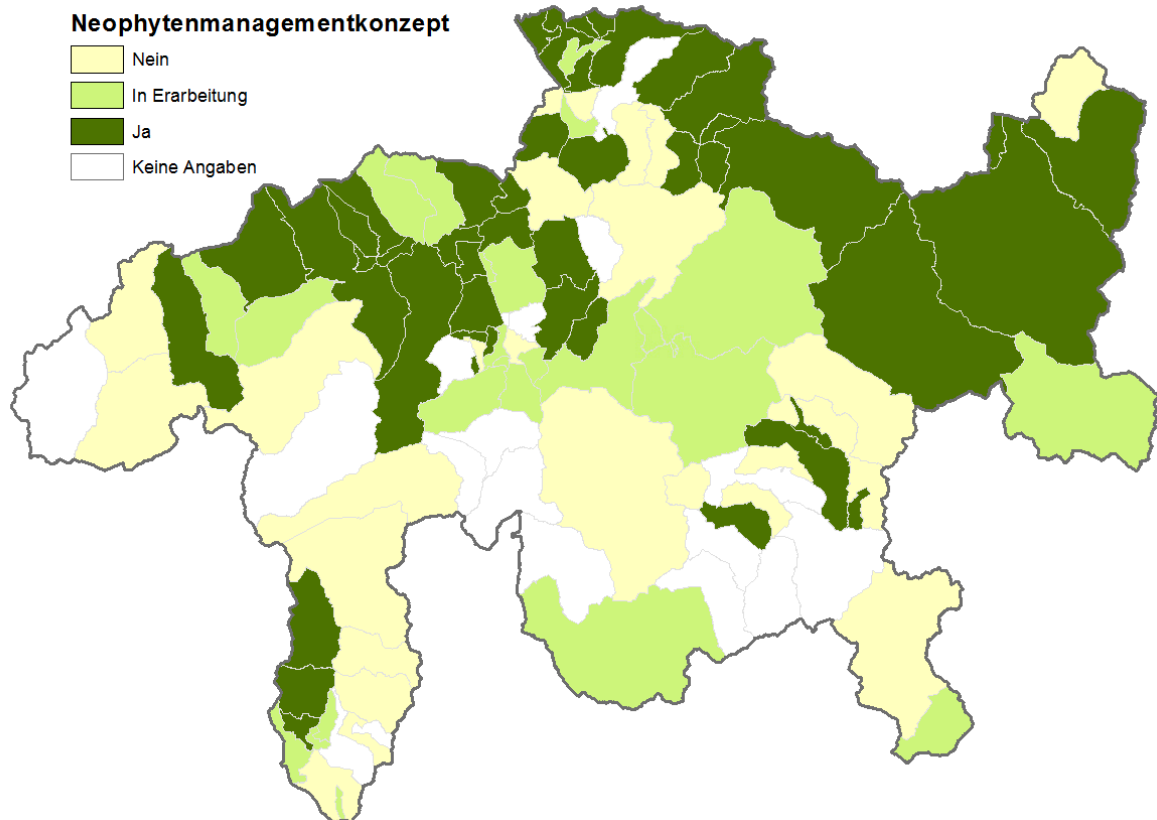 Neophytenmanagementkonzept
Nein
In Erarbeitung
Ja
Keine Angaben